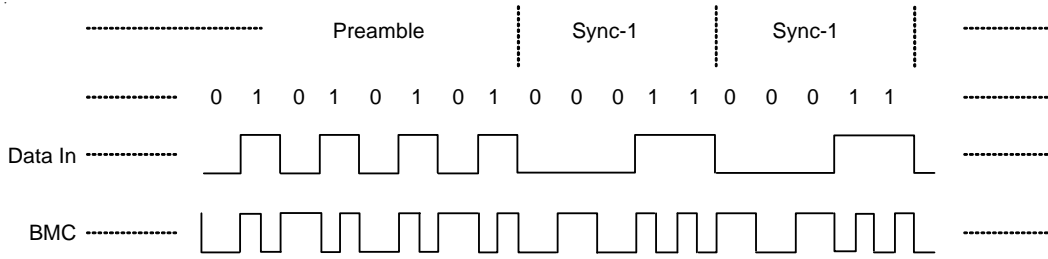 Preamble Sync-1 Sync-1
0 1 0 1 0 1 0 1 0 0 0 1 1 0 0 0 1 1
Data In
BMC